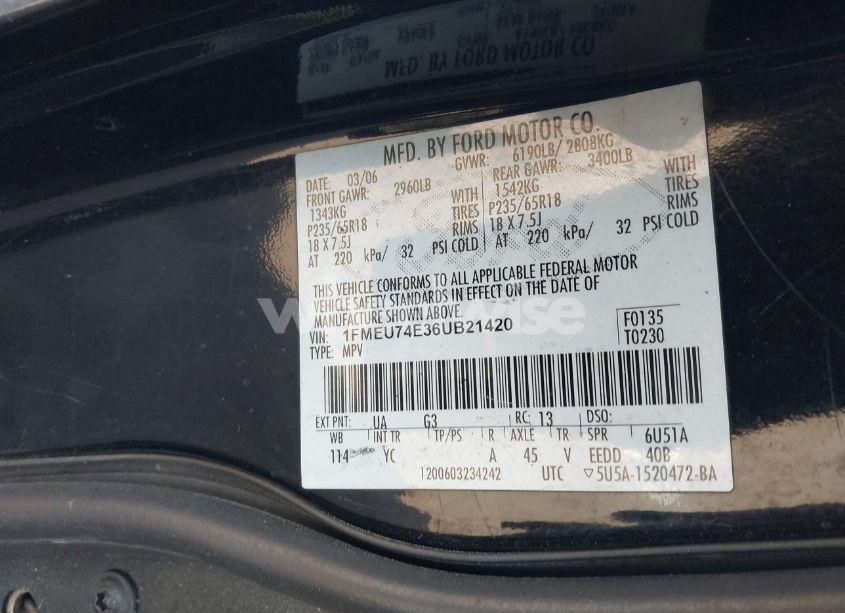 MFD. BY FORD MOTOR CO.
DATE: 03/06 GVWR: 6190LB/ 2808KG
FRONT GAWR: 2960LB REAR GAWR: 3400LB
1343KG WITH 1542KG WITH
P235/65R18 TIRES P235/65R18 TIRES
18 X 7.5J RIMS 18 X 7.5J RIMS
AT 220 kPa/ 32 PSI COLD AT 220 kPa/ 32 PSI COLD
THIS VEHICLE CONFORMS TO ALL APPLICABLE FEDERAL MOTOR
VEHICLE SAFETY STANDARDS IN EFFECT ON THE DATE OF
MANUFACTURE SHOWN ABOVE.
VIN: 1FMEU74E36UB21420 F0135
TYPE: MPV T0230
EXT PNT: UA G3 RC: 13 DSO:
WB INT TR TP/PS R AXLE TR SPR 6U51A
114 YC A 45 V EEDD 40B
1200603234242 UTC ▽5U5A-1520472-BA